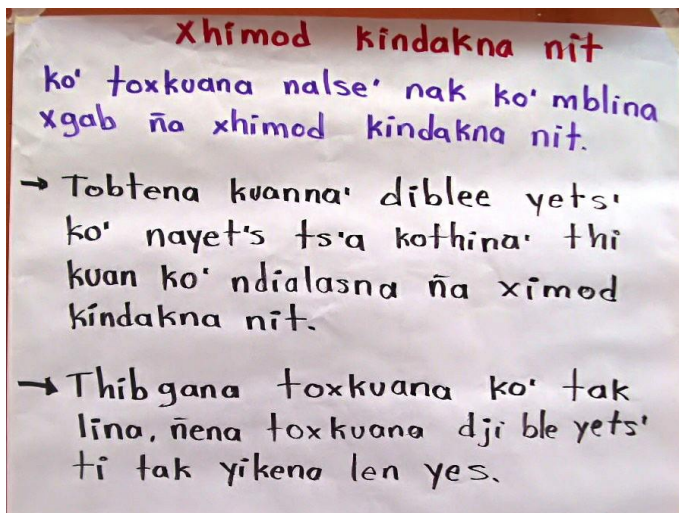 xhimod kindakna nit
ko' toxkuana nalse' nak ko' mblina
xgab ña xhimod kindakna nit.
→ Tobtena kuanna' diblee yets'
ko' nayet's ts'a kothina' thi
kuan ko' ndialasna ña ximod
kindakna nit.
→ Thib gana toxkuana ko' tak
lina, ñena toxkuana dji ble yets'
ti tak yikena len yes.